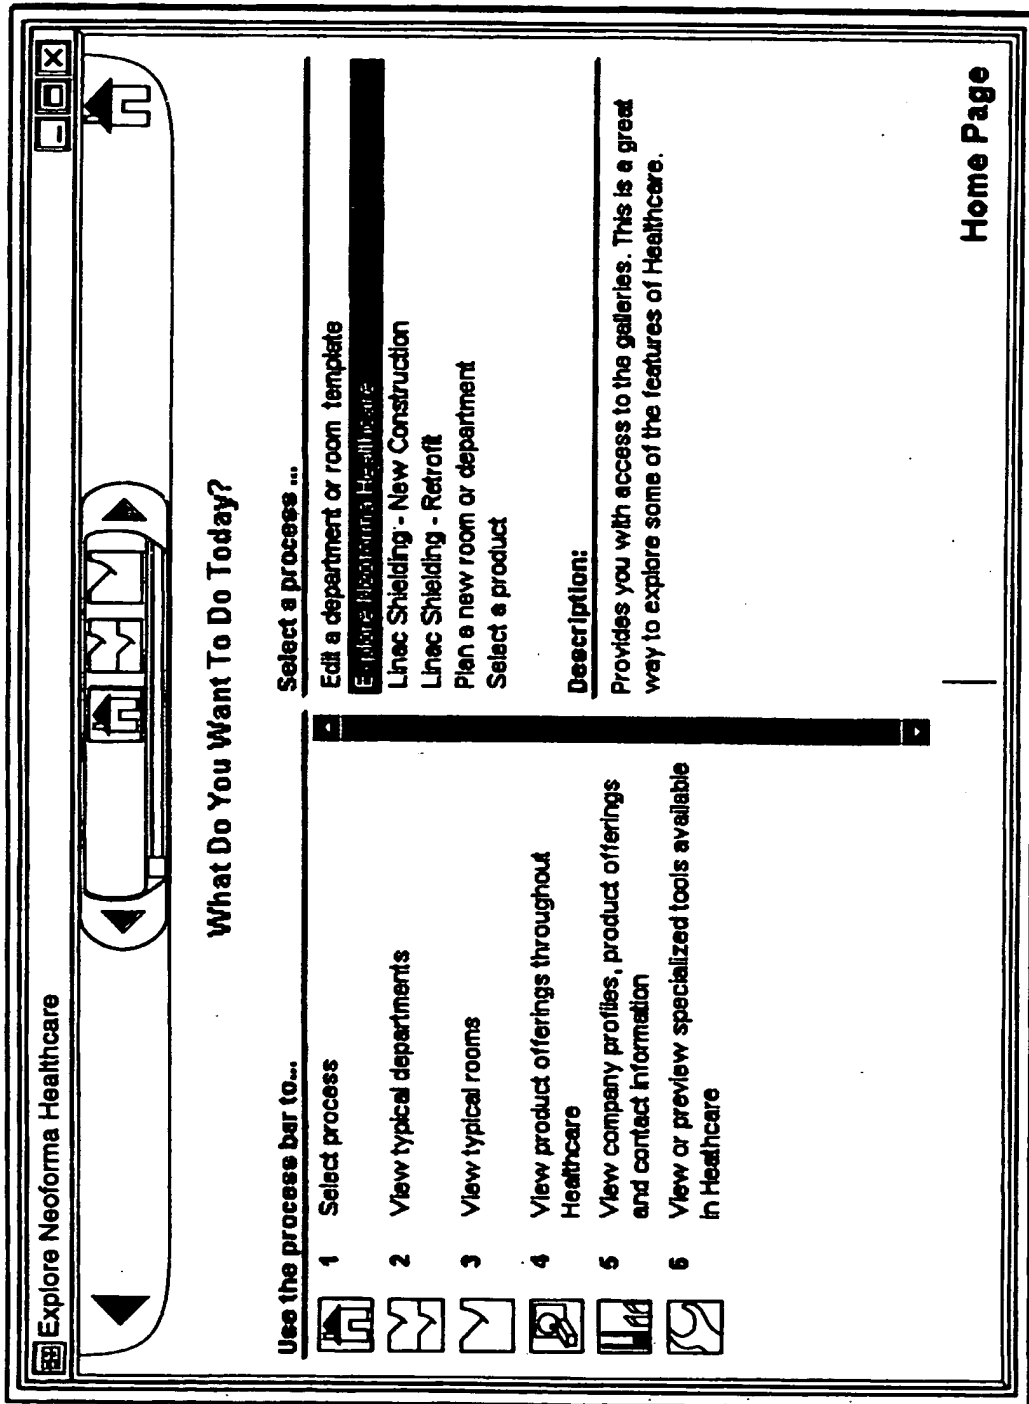 Explore Neoforma Healthcare
What Do You Want To Do Today?
Use the process bar to...
1 Select process
2 View typical departments
3 View typical rooms
4 View product offerings throughout
Healthcare
5 View company profiles, product offerings
and contact information
6 View or preview specialized tools available
in Heathcare
Select a process ...
Edit a department or room template
Explore Neoforma Healthcare
Linac Shielding - New Construction
Linac Shielding - Retrofit
Plan a new room or department
Select a product
Description:
Provides you with access to the galleries. This is a great
way to explore some of the features of Healthcare.
Home Page